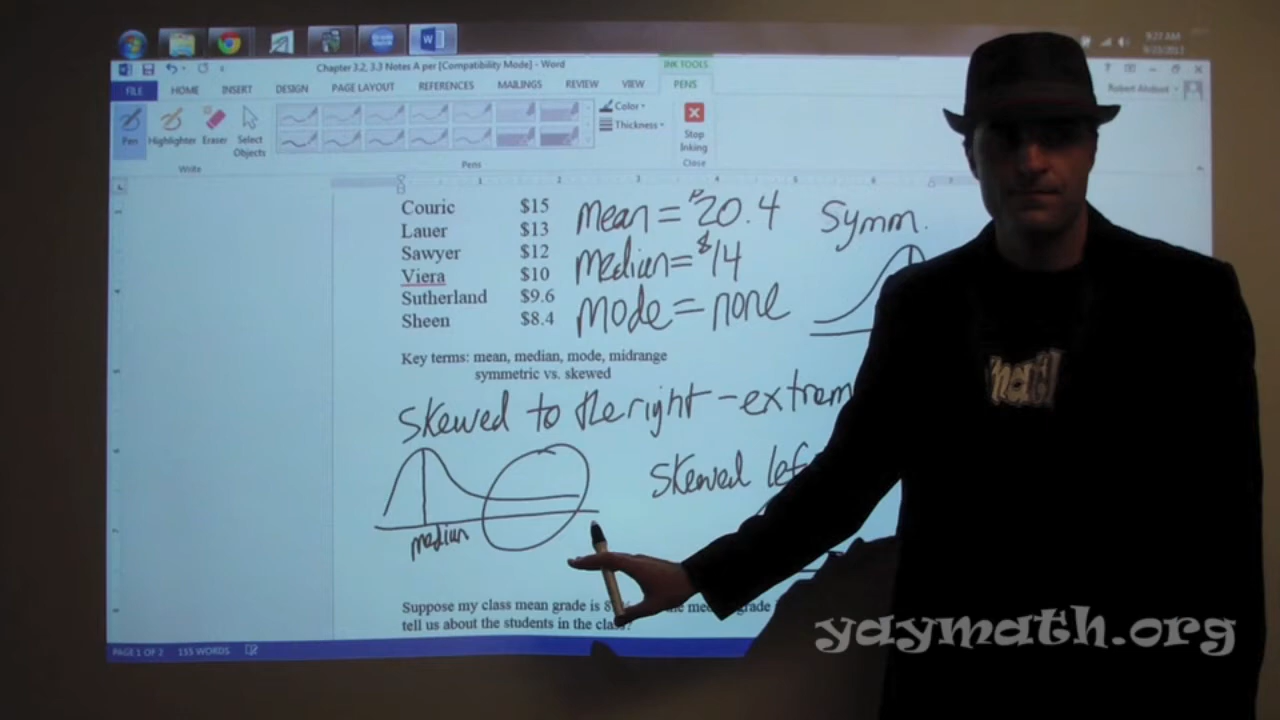 9:27 AM
Chapter 3.2, 3.3 Notes A per [Compatibility Mode] - Word
INK TOOLS
FILE HOME INSERT DESIGN PAGE LAYOUT REFERENCES MAILINGS REVIEW VIEW PENS
Pen Highlighter Eraser Select Objects
Color
Thickness
Stop Inking
Write Pens Close
Couric $15
Lauer $13
Sawyer $12
Viera $10
Sutherland $9.6
Sheen $8.4
mean = $20.4
median = $14
mode = none
Symm.
Key terms: mean, median, mode, midrange
symmetric vs. skewed
Skewed to the right - extrem
Skewed lef
median
math
Suppose my class mean grade is grade
tell us about the students in the class?
PAGE 1 OF 2 155 WORDS
yaymath.org